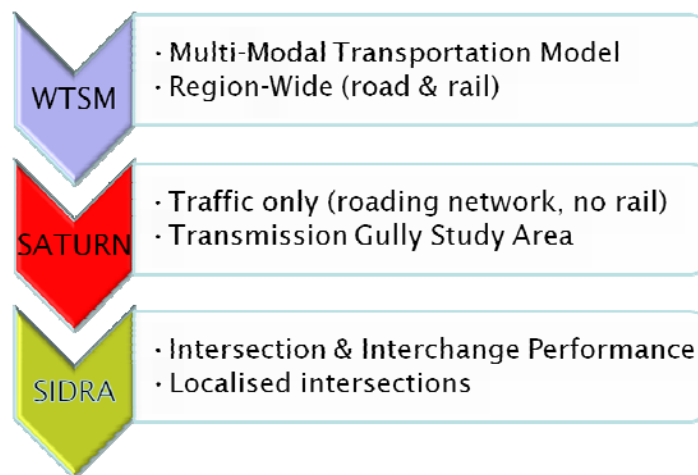 WTSM
· Multi-Modal Transportation Model
· Region-Wide (road & rail)
SATURN
· Traffic only (roading network, no rail)
· Transmission Gully Study Area
SIDRA
· Intersection & Interchange Performance
· Localised intersections